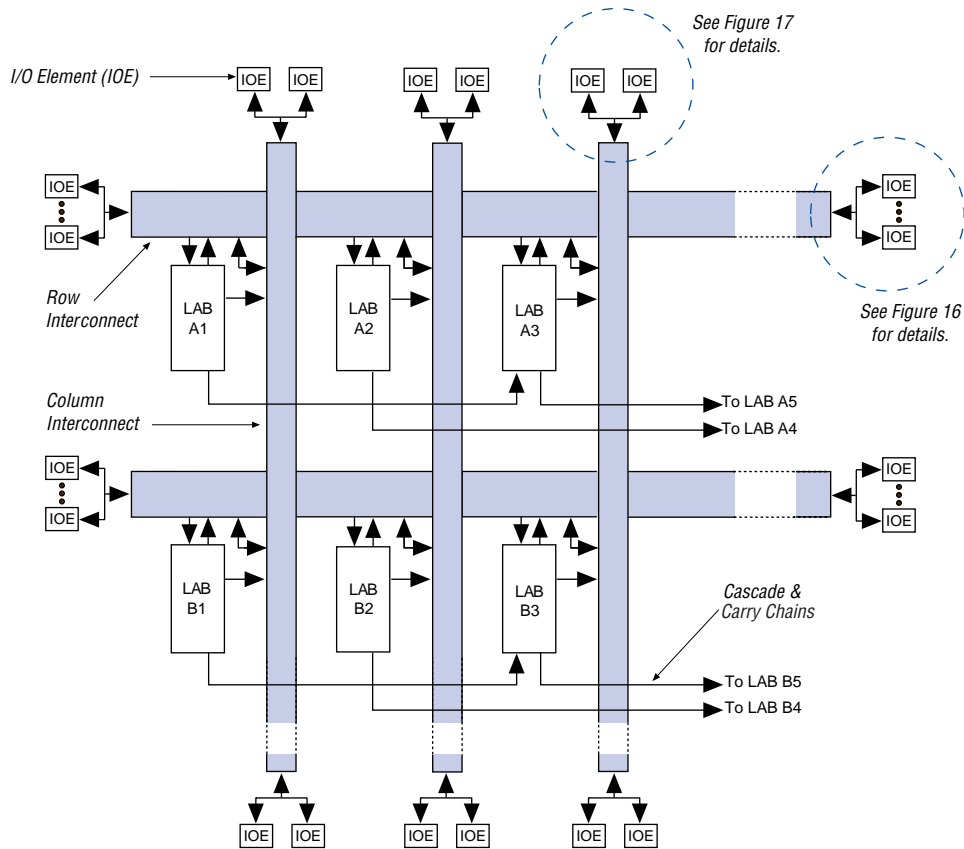 See Figure 17
for details.
I/O Element (IOE)
IOE IOE IOE IOE IOE IOE
IOE IOE
IOE IOE
Row
Interconnect
LAB
A1
LAB
A2
LAB
A3
See Figure 16
for details.
Column
Interconnect
To LAB A5
To LAB A4
IOE IOE
IOE IOE
LAB
B1
LAB
B2
LAB
B3
Cascade &
Carry Chains
To LAB B5
To LAB B4
IOE IOE IOE IOE IOE IOE